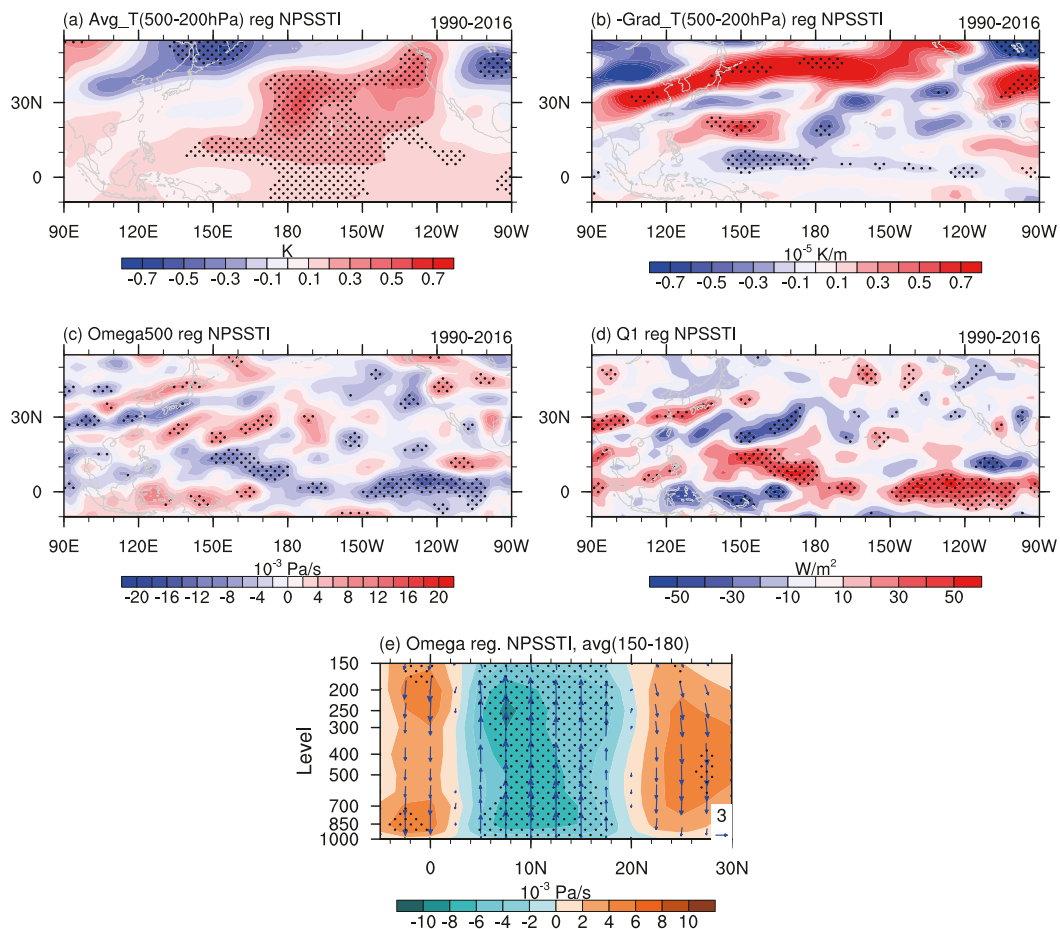 (a) Avg_T(500-200hPa) reg NPSSTI 1990-2016
30N
0
90E 120E 150E 180 150W 120W 90W
K
-0.7 -0.5 -0.3 -0.1 0.1 0.3 0.5 0.7
(b) -Grad_T(500-200hPa) reg NPSSTI 1990-2016
30N
0
90E 120E 150E 180 150W 120W 90W
10⁻⁵ K/m
-0.7 -0.5 -0.3 -0.1 0.1 0.3 0.5 0.7
(c) Omega500 reg NPSSTI 1990-2016
30N
0
90E 120E 150E 180 150W 120W 90W
10⁻³ Pa/s
-20 -16 -12 -8 -4 0 4 8 12 16 20
(d) Q1 reg NPSSTI 1990-2016
30N
0
90E 120E 150E 180 150W 120W 90W
W/m²
-50 -30 -10 10 30 50
(e) Omega reg. NPSSTI, avg(150-180)
Level
150
200
250
300
400
500
700
850
1000
3
0 10N 20N 30N
10⁻³ Pa/s
-10 -8 -6 -4 -2 2 4 6 8 10